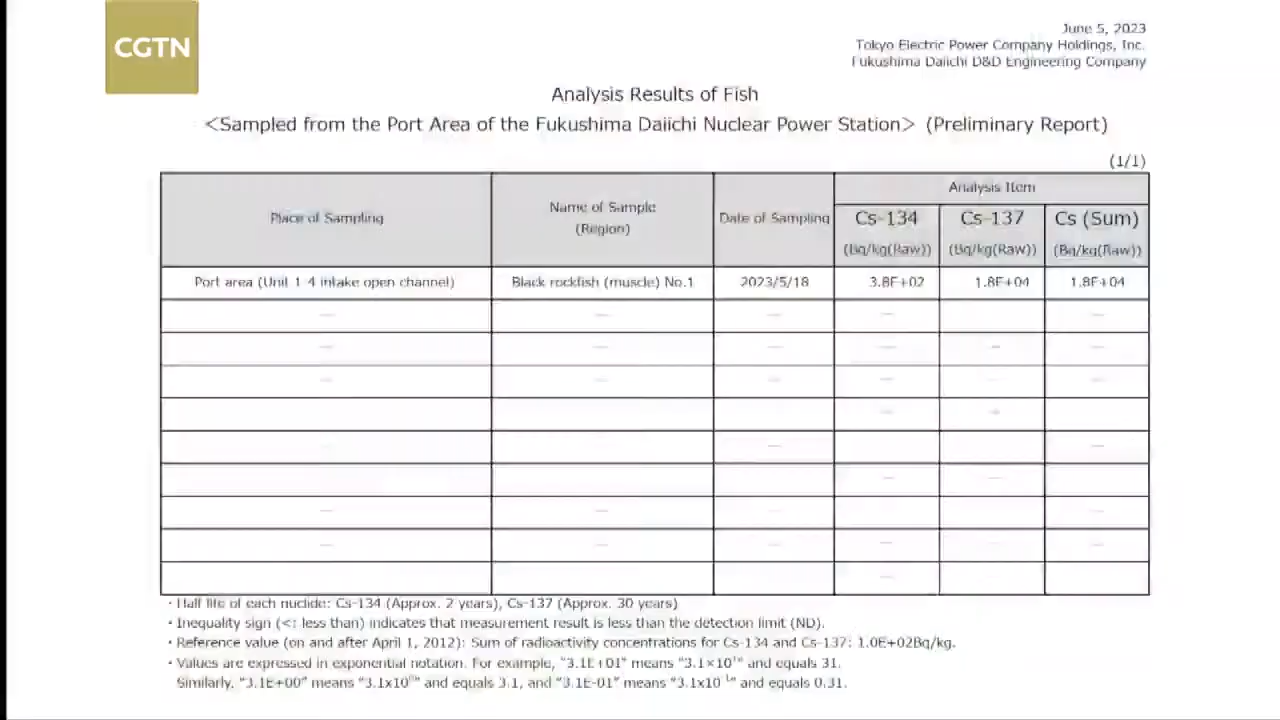 CGTN
June 5, 2023
Tokyo Electric Power Company Holdings, Inc.
Fukushima Daiichi D&D Engineering Company
Analysis Results of Fish
<Sampled from the Port Area of the Fukushima Daiichi Nuclear Power Station> (Preliminary Report)
(1/1)
Place of Sampling
Name of Sample
(Region)
Date of Sampling
Analysis Item
Cs-134 Cs-137 Cs (Sum)
(Bq/kg(Raw)) (Bq/kg(Raw)) (Bq/kg(Raw))
Port area (Unit 1-4 intake open channel) Black rockfish (muscle) No.1 2023/5/18 3.8E+02 1.8E+04 1.8E+04
・Half life of each nuclide: Cs-134 (Approx. 2 years), Cs-137 (Approx. 30 years)
・Inequality sign (<: less than) indicates that measurement result is less than the detection limit (ND).
・Reference value (on and after April 1, 2012): Sum of radioactivity concentrations for Cs-134 and Cs-137: 1.0E+02Bq/kg.
・Values are expressed in exponential notation. For example, "3.1E+01" means "3.1×10¹" and equals 31.
Similarly, "3.1E+00" means "3.1x10⁰" and equals 3.1, and "3.1E-01" means "3.1x10⁻¹" and equals 0.31.